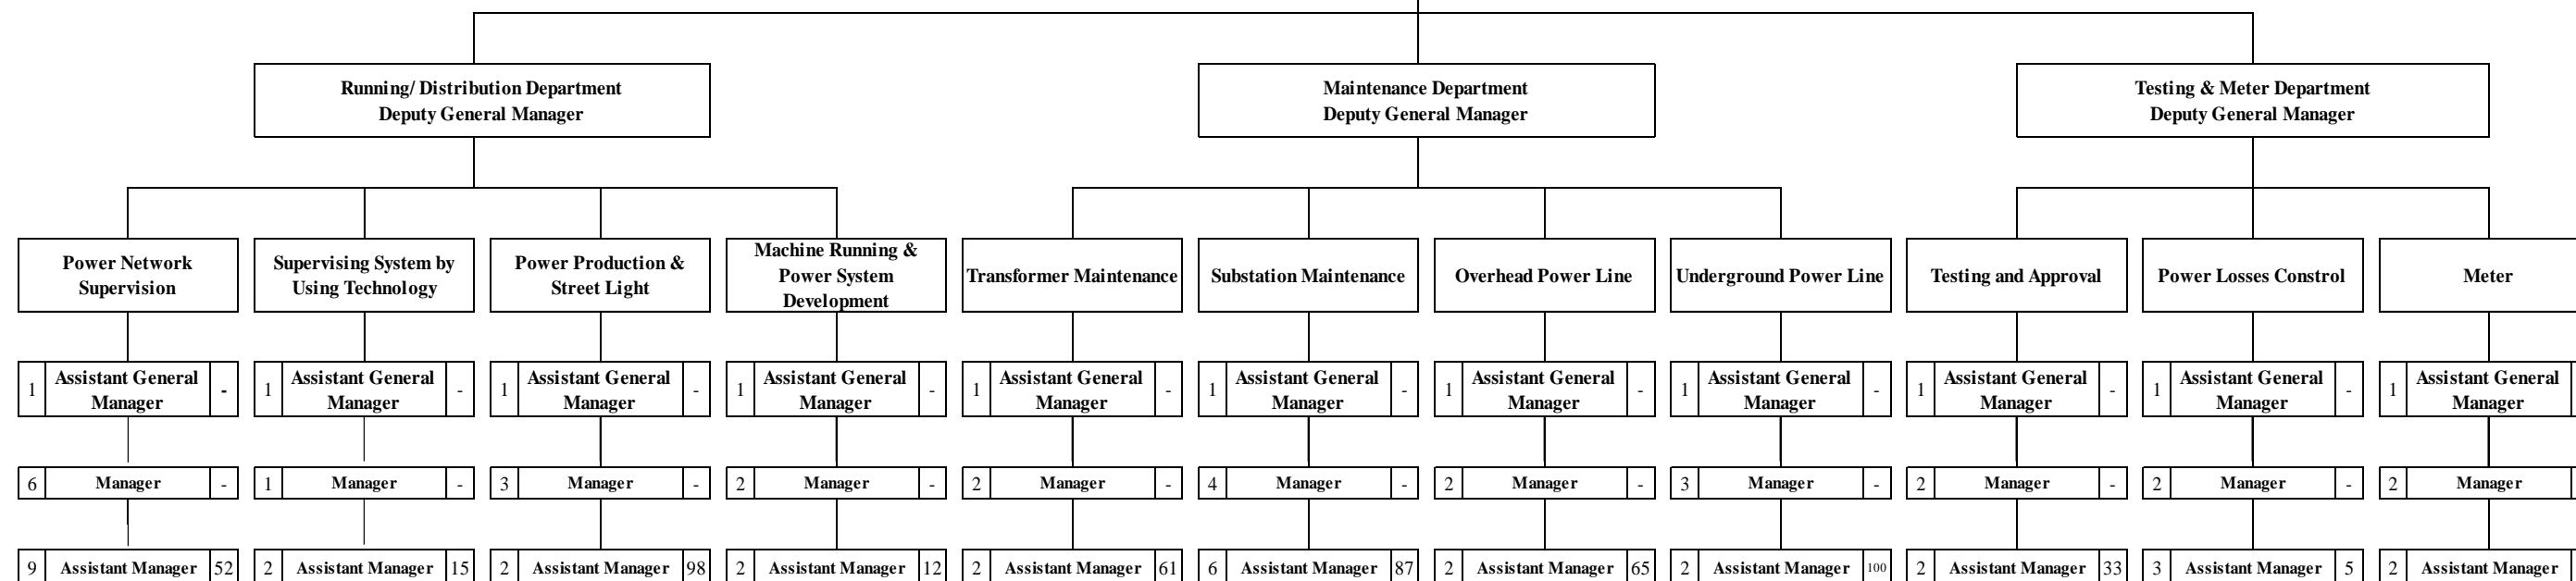 Running/ Distribution Department
Deputy General Manager
Maintenance Department
Deputy General Manager
Testing & Meter Department
Deputy General Manager
Power Network
Supervision
Supervising System by
Using Technology
Power Production &
Street Light
Machine Running &
Power System
Development
Transformer Maintenance
Substation Maintenance
Overhead Power Line
Underground Power Line
Testing and Approval
Power Losses Constrol
Meter
1 Assistant General
Manager -
1 Assistant General
Manager -
1 Assistant General
Manager -
1 Assistant General
Manager -
1 Assistant General
Manager -
1 Assistant General
Manager -
1 Assistant General
Manager -
1 Assistant General
Manager -
1 Assistant General
Manager -
1 Assistant General
Manager -
1 Assistant General
Manager
6 Manager -
1 Manager -
3 Manager -
2 Manager -
2 Manager -
4 Manager -
2 Manager -
3 Manager -
2 Manager -
2 Manager -
2 Manager
9 Assistant Manager 52
2 Assistant Manager 15
2 Assistant Manager 98
2 Assistant Manager 12
2 Assistant Manager 61
6 Assistant Manager 87
2 Assistant Manager 65
2 Assistant Manager 100
2 Assistant Manager 33
3 Assistant Manager 5
2 Assistant Manager